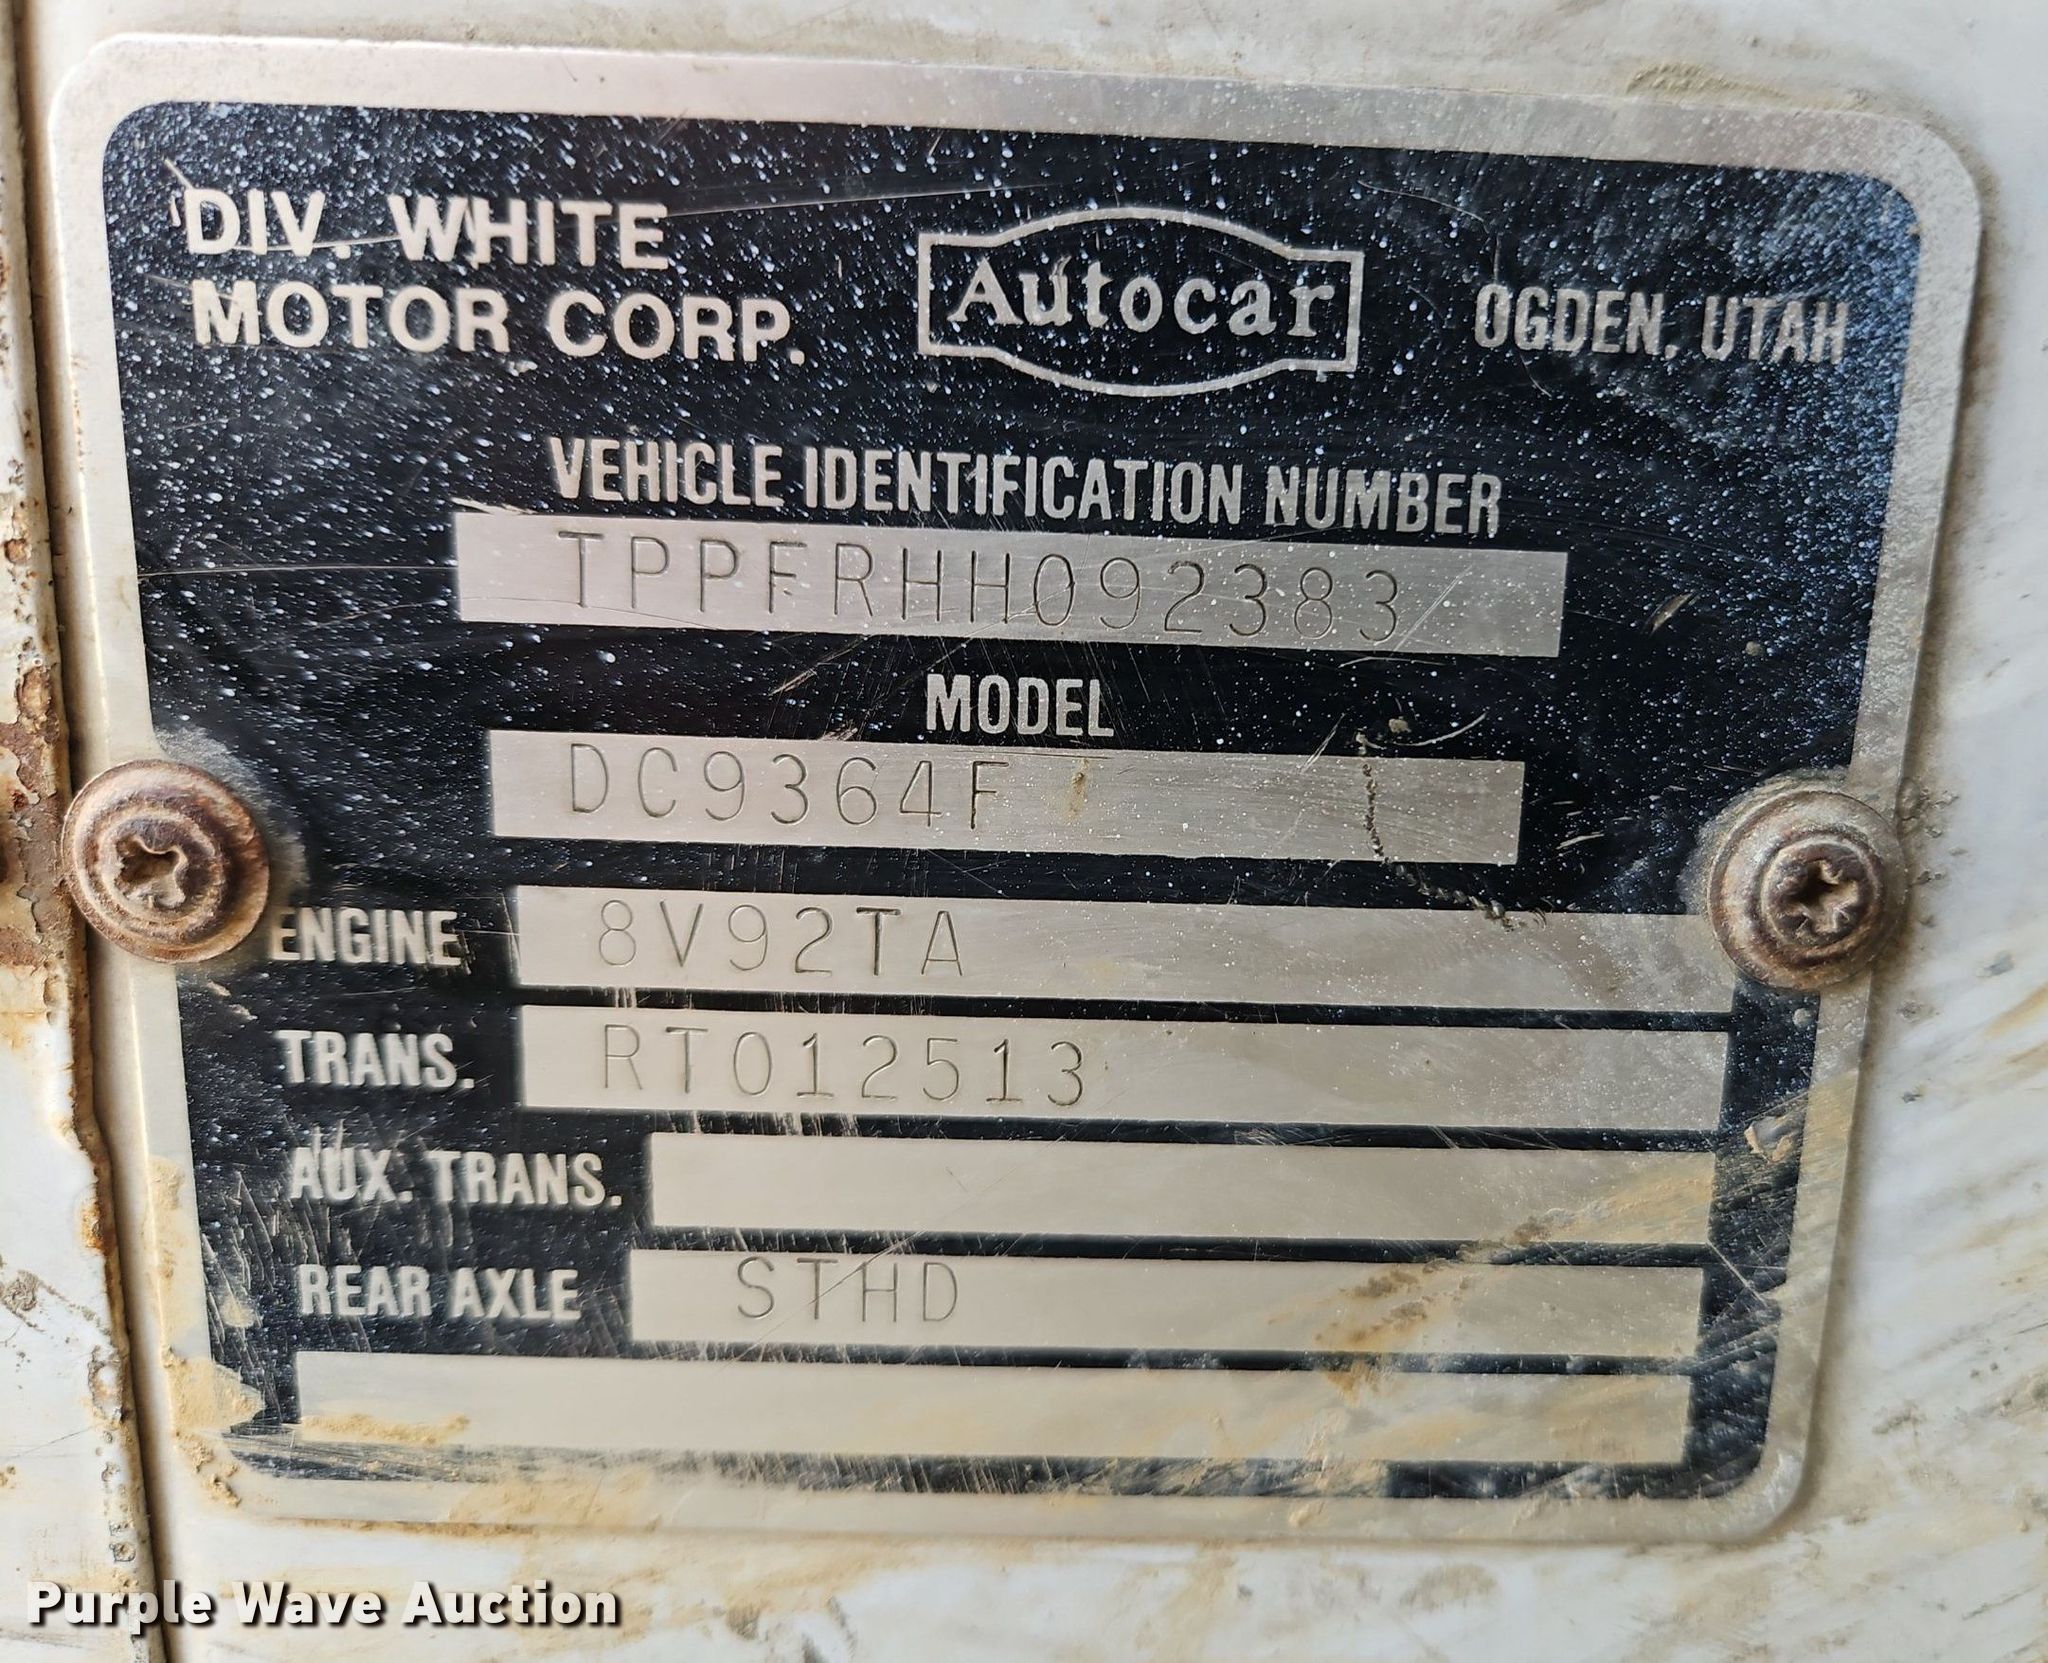 DIV. WHITE
MOTOR CORP.
Autocar
OGDEN, UTAH
VEHICLE IDENTIFICATION NUMBER
TPPFRHH092383
MODEL
DC9364F
ENGINE 8V92TA
TRANS. RTO12513
AUX. TRANS.
REAR AXLE STHD
Purple Wave Auction